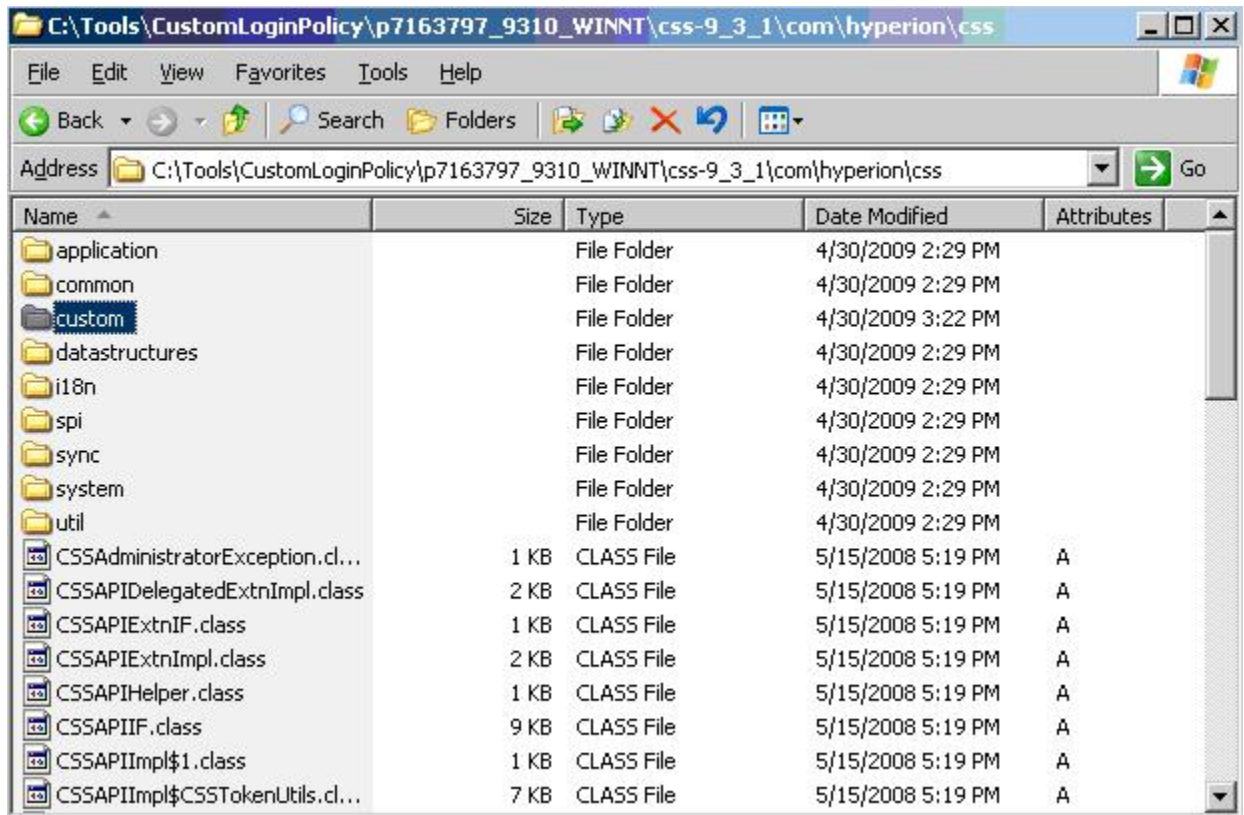 C:\Tools\CustomLoginPolicy\p7163797_9310_WINNT\css-9_3_1\com\hyperion\css
File Edit View Favorites Tools Help
Back Search Folders
Address C:\Tools\CustomLoginPolicy\p7163797_9310_WINNT\css-9_3_1\com\hyperion\css Go
Name Size Type Date Modified Attributes
application File Folder 4/30/2009 2:29 PM
common File Folder 4/30/2009 2:29 PM
custom File Folder 4/30/2009 3:22 PM
datastructures File Folder 4/30/2009 2:29 PM
i18n File Folder 4/30/2009 2:29 PM
spi File Folder 4/30/2009 2:29 PM
sync File Folder 4/30/2009 2:29 PM
system File Folder 4/30/2009 2:29 PM
util File Folder 4/30/2009 2:29 PM
CSSAdministratorException.cl... 1 KB CLASS File 5/15/2008 5:19 PM A
CSSAPIDelegatedExtnImpl.class 2 KB CLASS File 5/15/2008 5:19 PM A
CSSAPIExtnIF.class 1 KB CLASS File 5/15/2008 5:19 PM A
CSSAPIExtnImpl.class 2 KB CLASS File 5/15/2008 5:19 PM A
CSSAPIHelper.class 1 KB CLASS File 5/15/2008 5:19 PM A
CSSAPIIF.class 9 KB CLASS File 5/15/2008 5:19 PM A
CSSAPIImpl$1.class 1 KB CLASS File 5/15/2008 5:19 PM A
CSSAPIImpl$CSSTokenUtils.cl... 7 KB CLASS File 5/15/2008 5:19 PM A